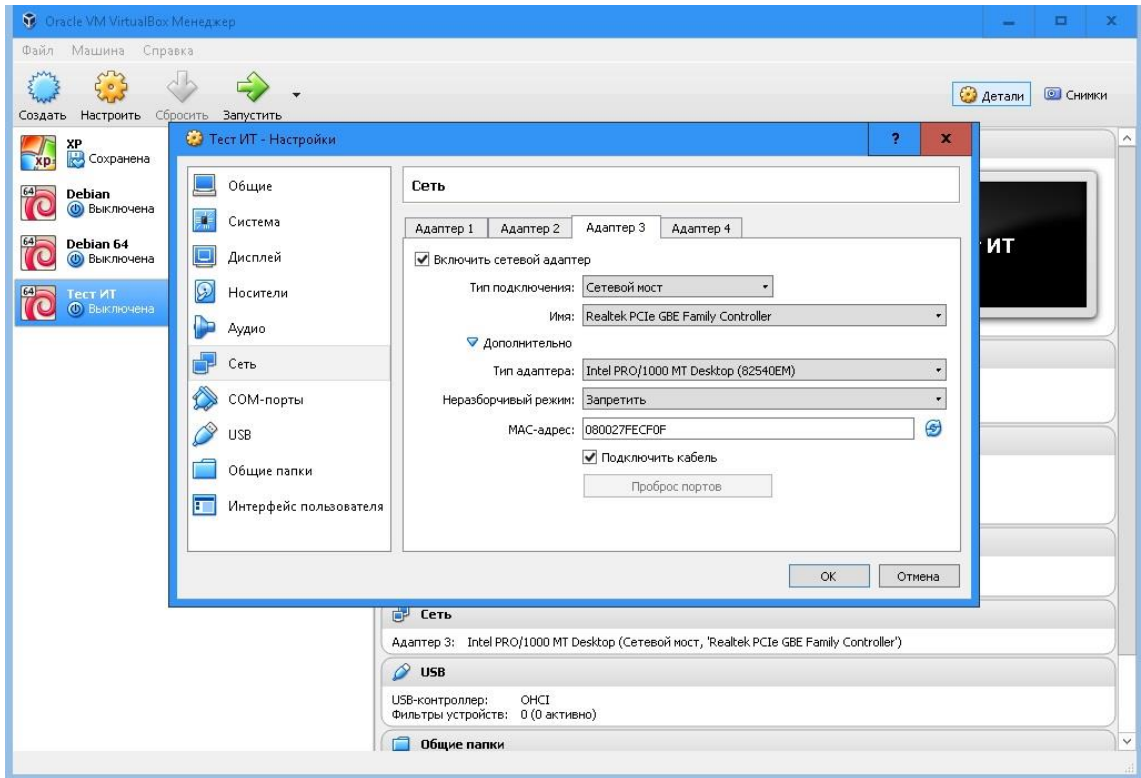 Oracle VM VirtualBox Менеджер
Файл Машина Справка
Создать Настроить Сбросить Запустить
Детали Снимки
XP
Сохранена
64 Debian
Выключена
64 Debian 64
Выключена
64 Тест ИТ
Выключена
ИТ
Тест ИТ - Настройки
? x
Общие
Система
Дисплей
Носители
Аудио
Сеть
COM-порты
USB
Общие папки
Интерфейс пользователя
Сеть
Адаптер 1 Адаптер 2 Адаптер 3 Адаптер 4
Включить сетевой адаптер
Тип подключения: Сетевой мост
Имя: Realtek PCIe GBE Family Controller
Дополнительно
Тип адаптера: Intel PRO/1000 MT Desktop (82540EM)
Неразборчивый режим: Запретить
MAC-адрес: 080027FECF0F
Подключить кабель
Проброс портов
OK Отмена
Сеть
Адаптер 3: Intel PRO/1000 MT Desktop (Сетевой мост, 'Realtek PCIe GBE Family Controller')
USB
USB-контроллер: OHCI
Фильтры устройств: 0 (0 активно)
Общие папки